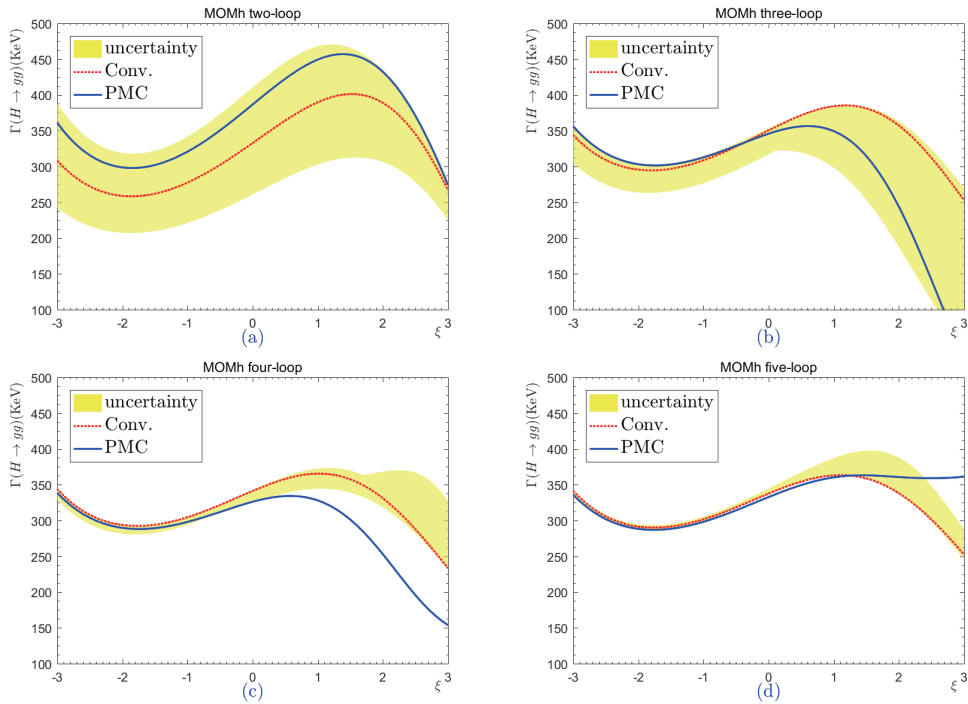 MOMh two-loop
Γ(H → gg)(KeV)
500
450
400
350
300
250
200
150
100
uncertainty
Conv.
PMC
-3 -2 -1 0 1 2 3
ξ
(a)
MOMh three-loop
Γ(H → gg)(KeV)
500
450
400
350
300
250
200
150
100
uncertainty
Conv.
PMC
-3 -2 -1 0 1 2 3
ξ
(b)
MOMh four-loop
Γ(H → gg)(KeV)
500
450
400
350
300
250
200
150
100
uncertainty
Conv.
PMC
-3 -2 -1 0 1 2 3
ξ
(c)
MOMh five-loop
Γ(H → gg)(KeV)
500
450
400
350
300
250
200
150
100
uncertainty
Conv.
PMC
-3 -2 -1 0 1 2 3
ξ
(d)